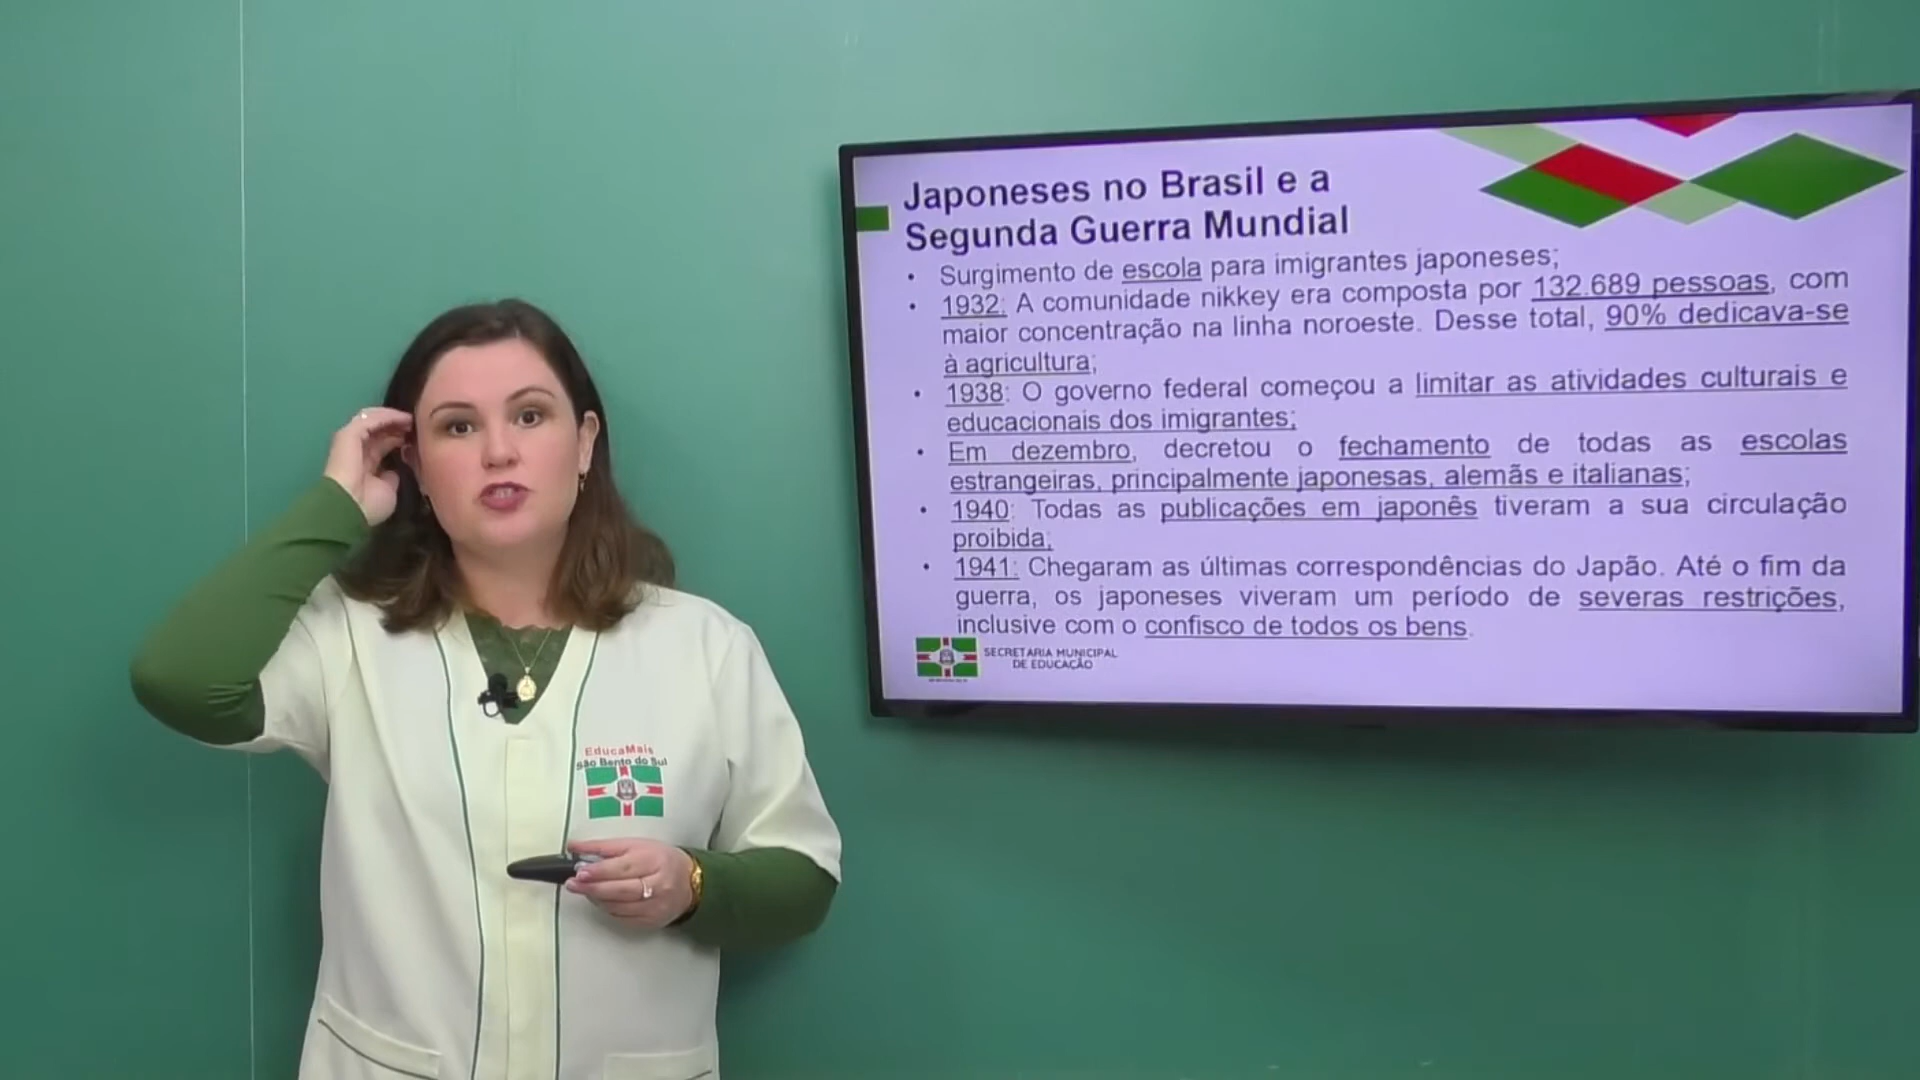 Japoneses no Brasil e a
Segunda Guerra Mundial
• Surgimento de escola para imigrantes japoneses;
• 1932: A comunidade nikkey era composta por 132.689 pessoas, com
maior concentração na linha noroeste. Desse total, 90% dedicava-se
à agricultura;
• 1938: O governo federal começou a limitar as atividades culturais e
educacionais dos imigrantes;
• Em dezembro, decretou o fechamento de todas as escolas
estrangeiras, principalmente japonesas, alemãs e italianas;
• 1940: Todas as publicações em japonês tiveram a sua circulação
proibida;
• 1941: Chegaram as últimas correspondências do Japão. Até o fim da
guerra, os japoneses viveram um período de severas restrições,
inclusive com o confisco de todos os bens.
SECRETARIA MUNICIPAL
DE EDUCAÇÃO
EducaMais
São Bento do Sul